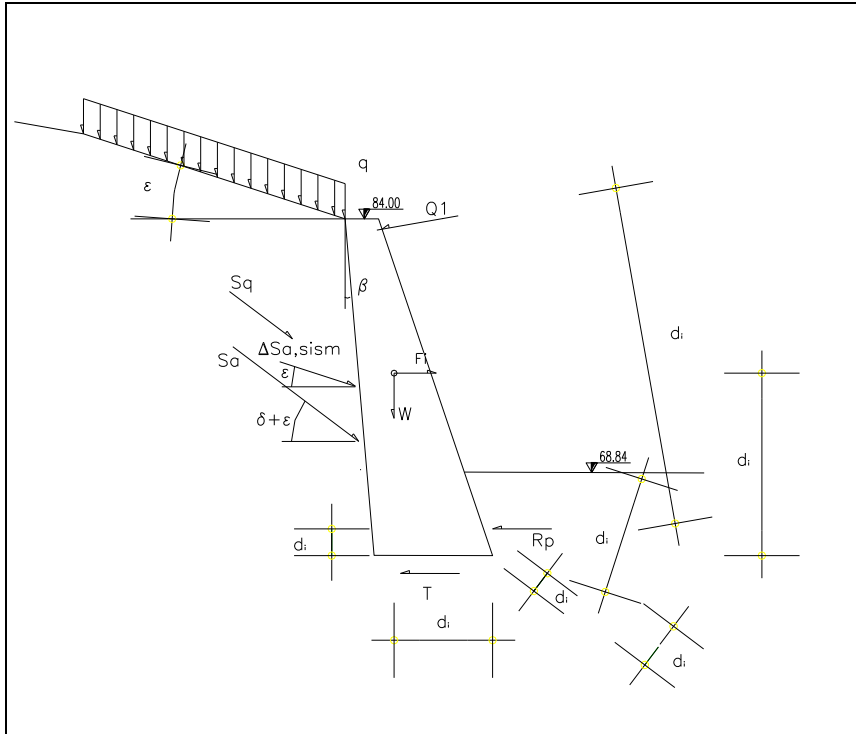 q
ε
84.00
Q1
Sq
β
ΔSa,sism
Sa
Fi
ε
W
δ+ε
di
di
68.84
di
di
Rp
T
di
di
di